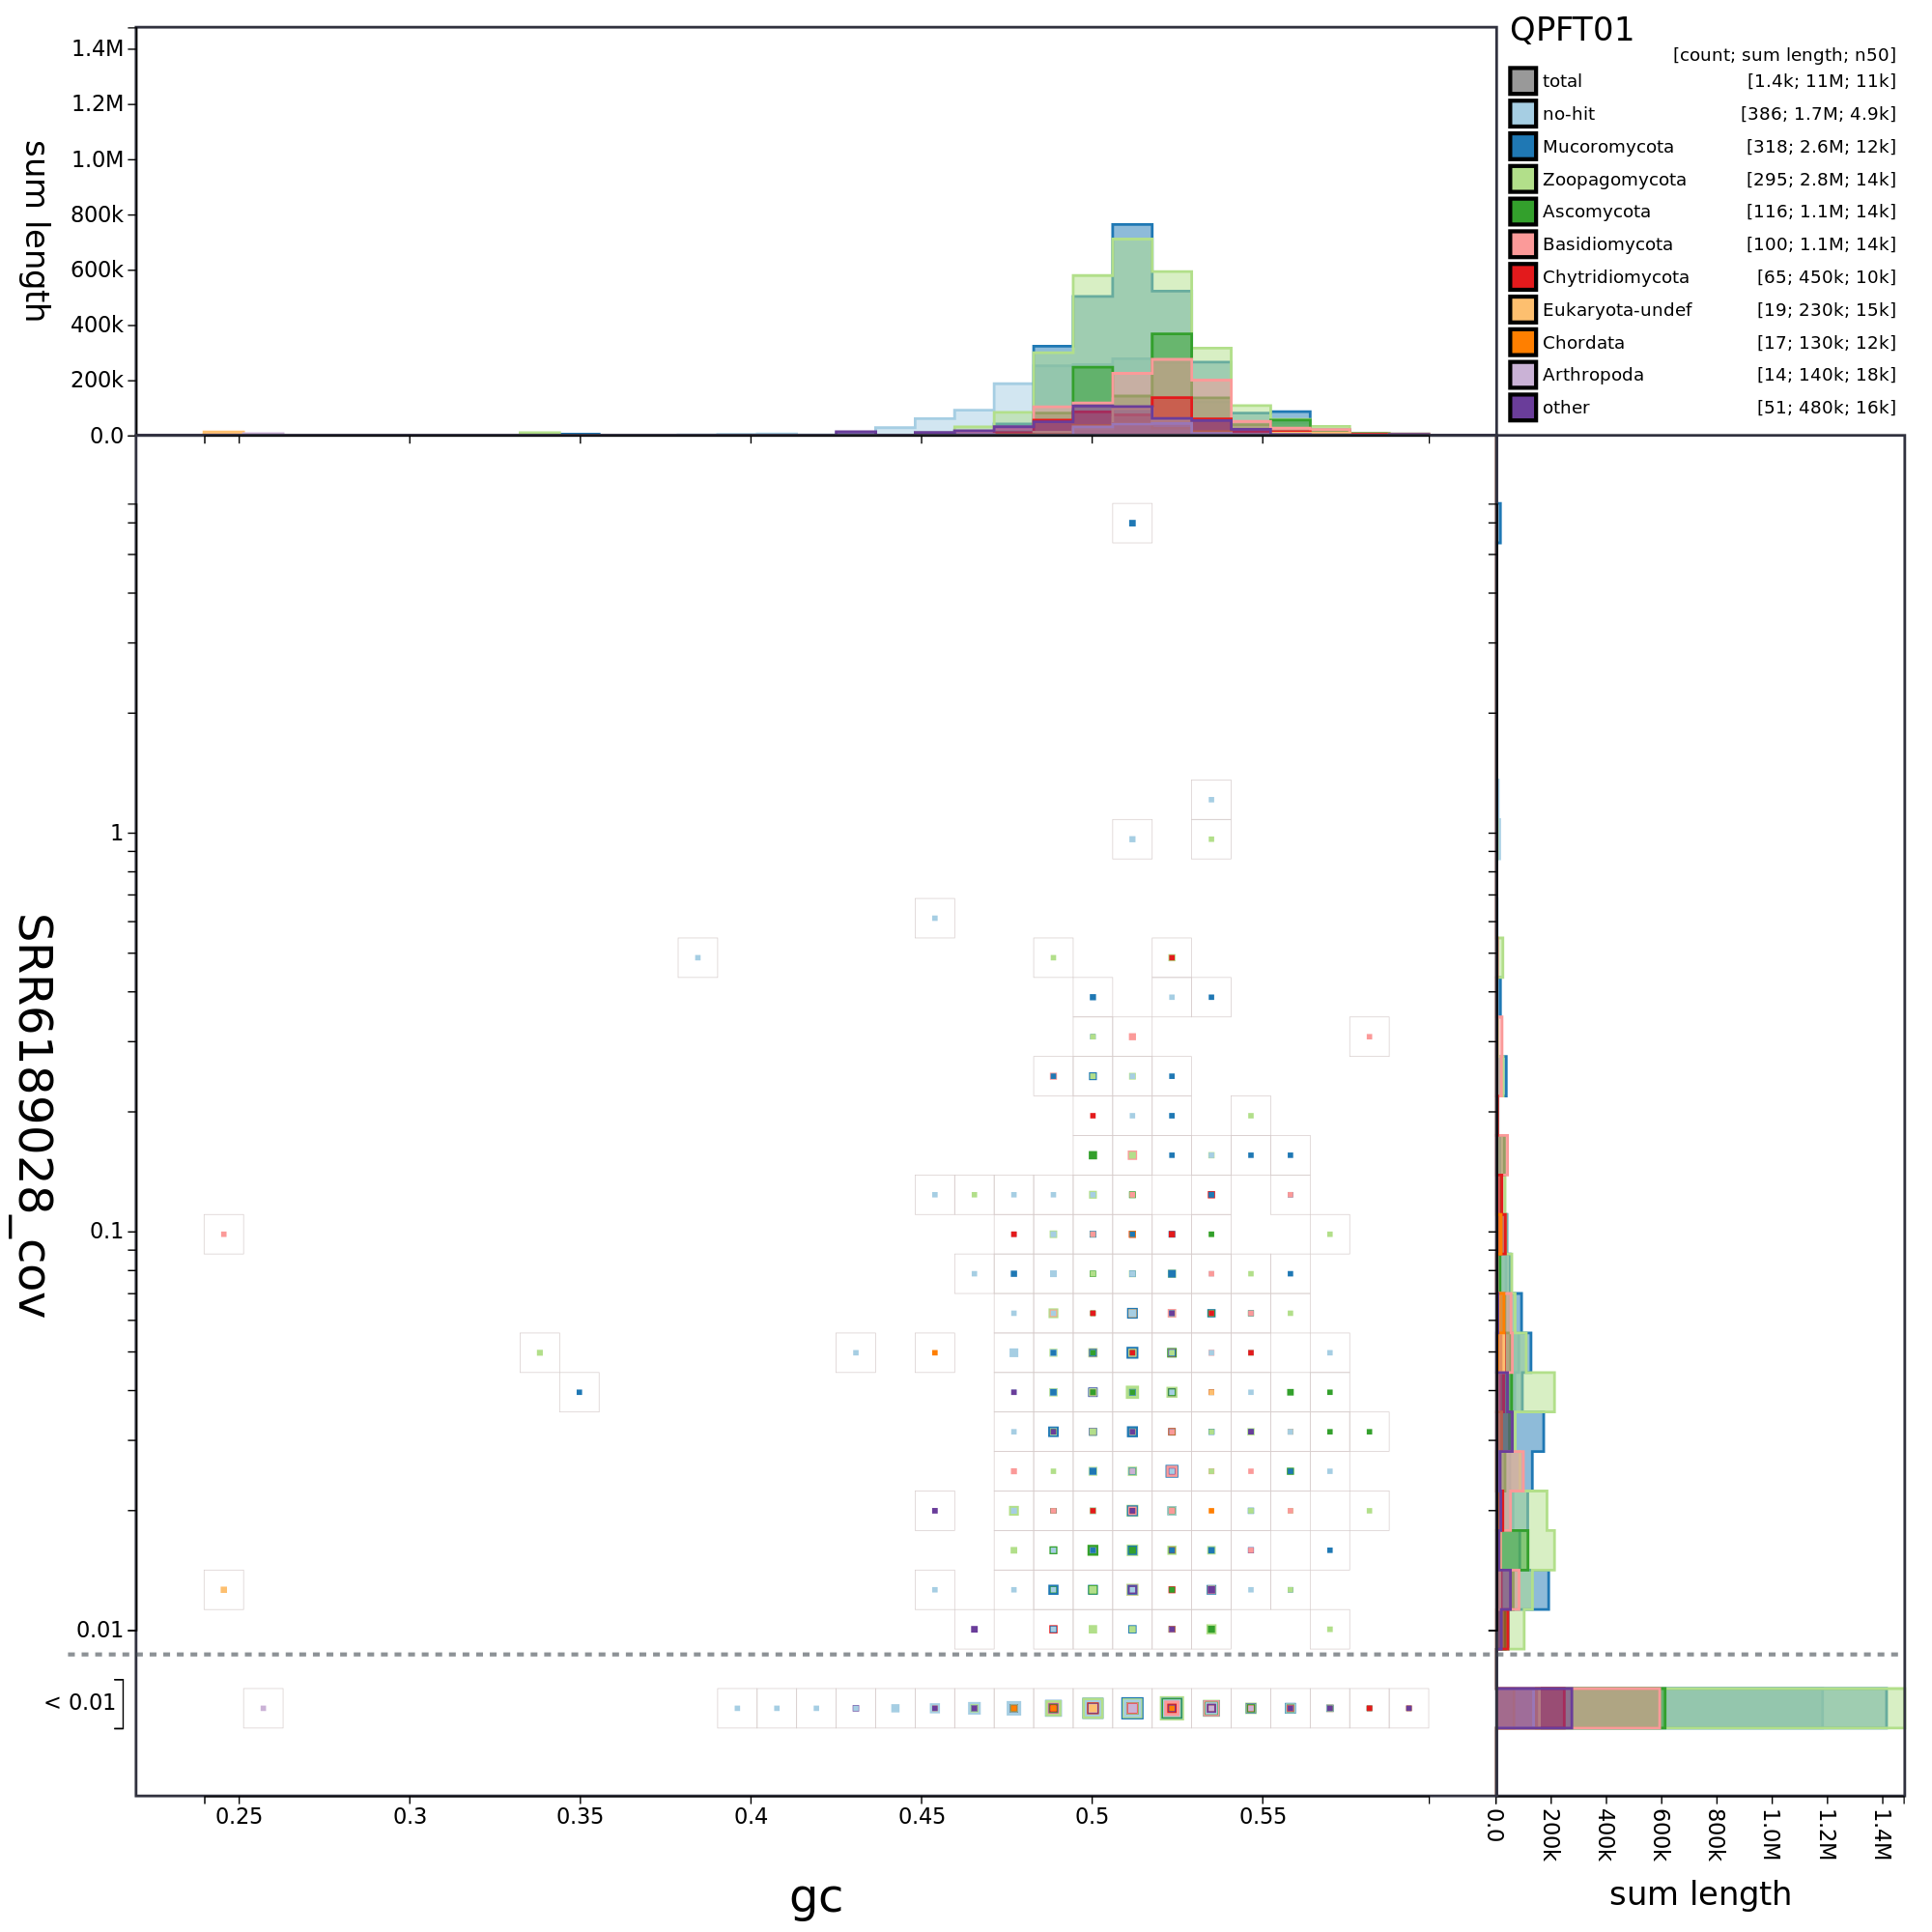 QPFT01
[count; sum length; n50]
total [1.4k; 11M; 11k]
no-hit [386; 1.7M; 4.9k]
Mucoromycota [318; 2.6M; 12k]
Zoopagomycota [295; 2.8M; 14k]
Ascomycota [116; 1.1M; 14k]
Basidiomycota [100; 1.1M; 14k]
Chytridiomycota [65; 450k; 10k]
Eukaryota-undef [19; 230k; 15k]
Chordata [17; 130k; 12k]
Arthropoda [14; 140k; 18k]
other [51; 480k; 16k]
sum length
1.4M
1.2M
1.0M
800k
600k
400k
200k
0.0
SRR6189028_cov
1
0.1
0.01
< 0.01
0.25 0.3 0.35 0.4 0.45 0.5 0.55
gc
0.0 200k 400k 600k 800k 1.0M 1.2M 1.4M
sum length